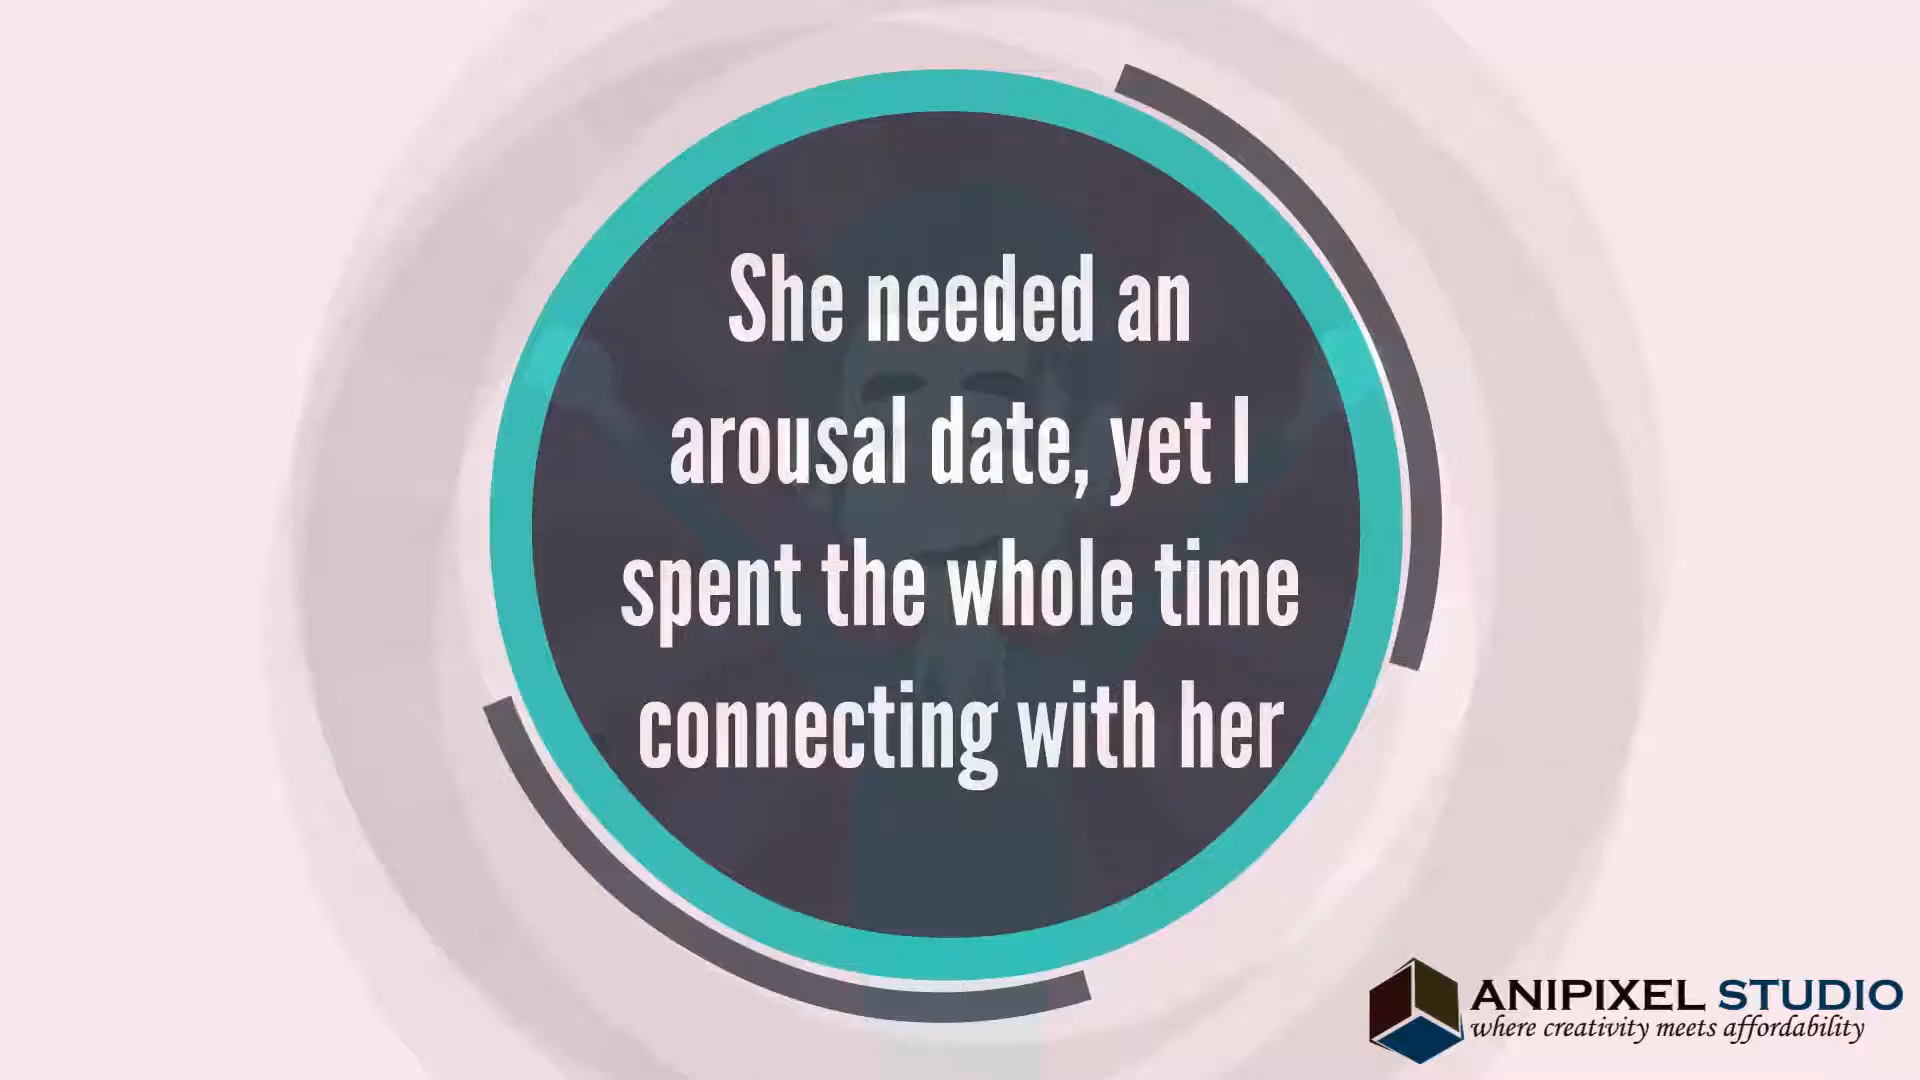 She needed an
arousal date, yet I
spent the whole time
connecting with her
ANIPIXEL STUDIO
where creativity meets affordability